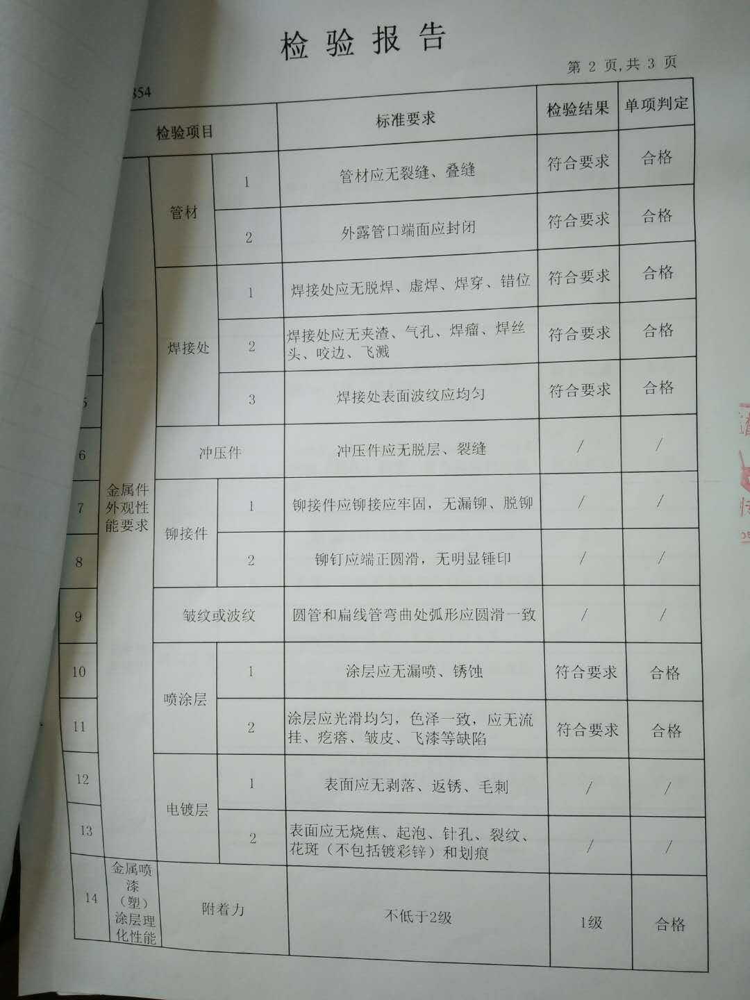 检验报告
第 2 页,共 3 页
354
检验项目 标准要求 检验结果 单项判定
管材 1 管材应无裂缝、叠缝 符合要求 合格
2 外露管口端面应封闭 符合要求 合格
焊接处 1 焊接处应无脱焊、虚焊、焊穿、错位 符合要求 合格
2 焊接处应无夹渣、气孔、焊瘤、焊丝
头、咬边、飞溅 符合要求 合格
5 3 焊接处表面波纹应均匀 符合要求 合格
6 冲压件 冲压件应无脱层、裂缝 / /
金属件
外观性
能要求
7 铆接件 1 铆接件应铆接应牢固，无漏铆、脱铆 / /
8 2 铆钉应端正圆滑，无明显锤印 / /
9 皱纹或波纹 圆管和扁线管弯曲处弧形应圆滑一致 / /
10 喷涂层 1 涂层应无漏喷、锈蚀 符合要求 合格
11 2 涂层应光滑均匀，色泽一致，应无流
挂、疙瘩、皱皮、飞漆等缺陷 符合要求 合格
12 电镀层 1 表面应无剥落、返锈、毛刺 / /
13 2 表面应无烧焦、起泡、针孔、裂纹、
花斑（不包括镀彩锌）和划痕 / /
14 金属喷
漆
（塑）
涂层理
化性能 附着力 不低于2级 1级 合格